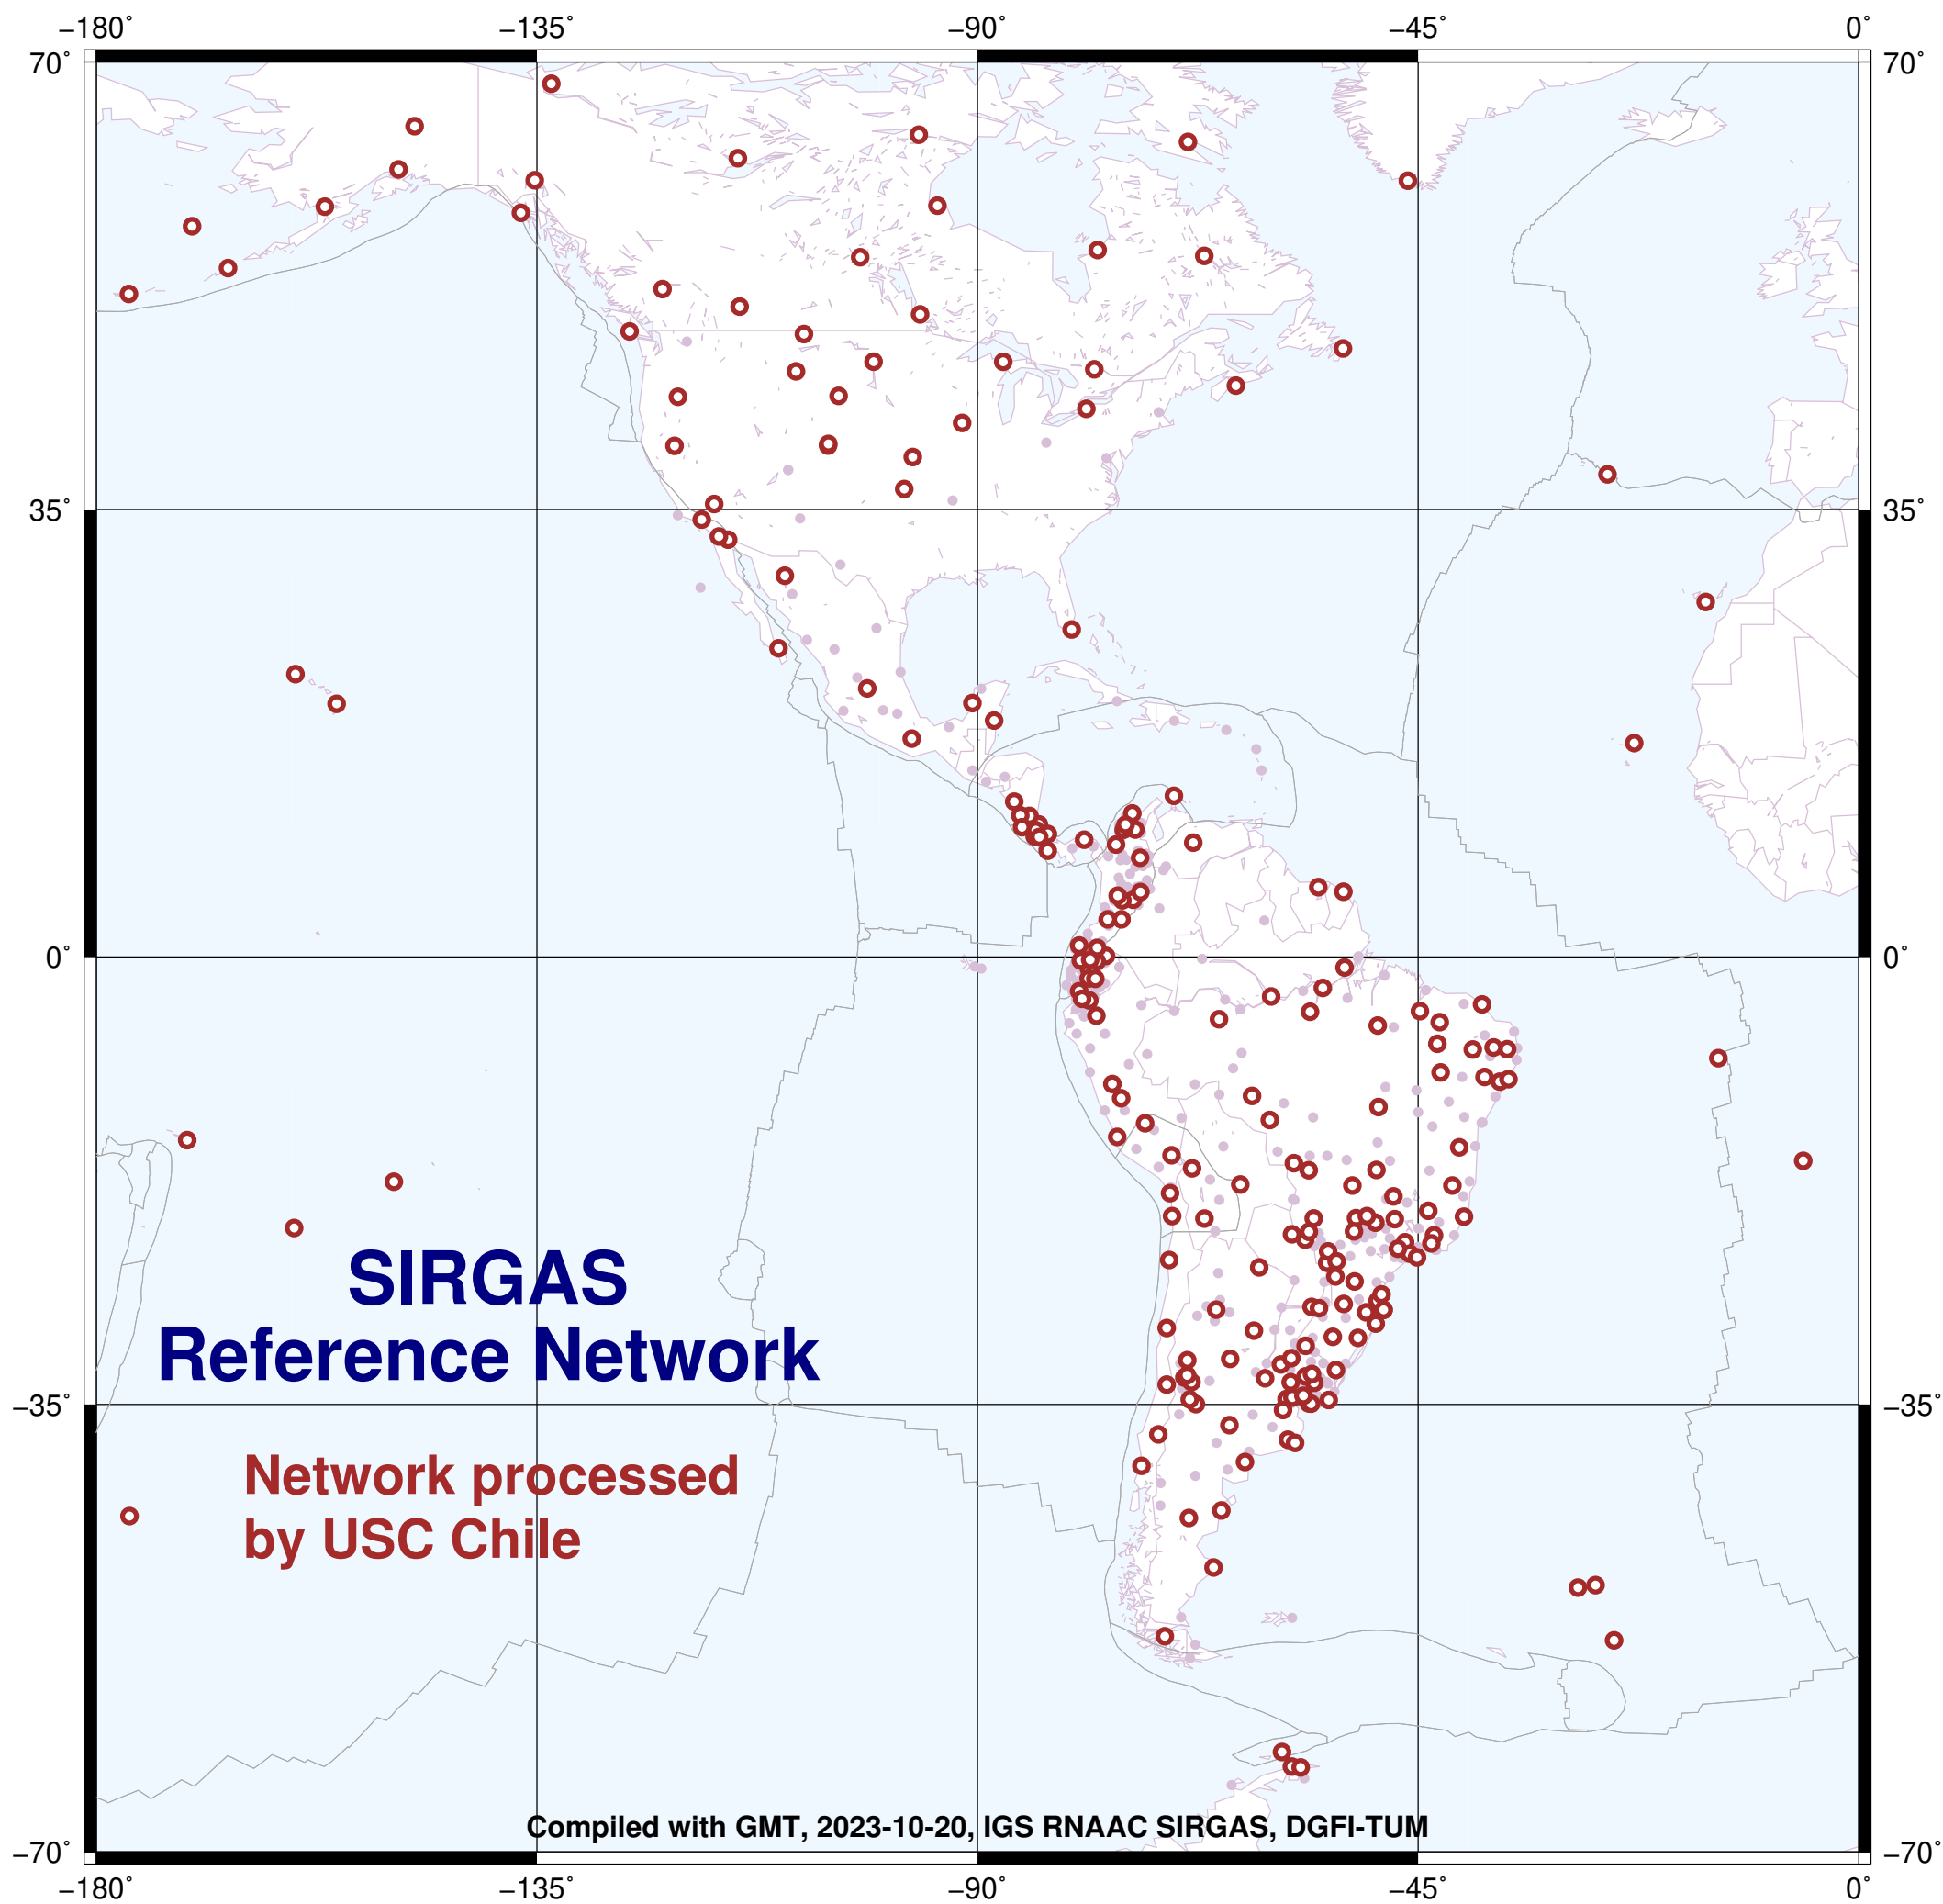 −180˚ −135˚ −90˚ −45˚ 0˚
70˚ 70˚
35˚ 35˚
0˚ 0˚
SIRGAS
Reference Network
−35˚ −35˚
Network processed
by USC Chile
Compiled with GMT, 2023-10-20, IGS RNAAC SIRGAS, DGFI-TUM
−70˚ −70˚
−180˚ −135˚ −90˚ −45˚ 0˚